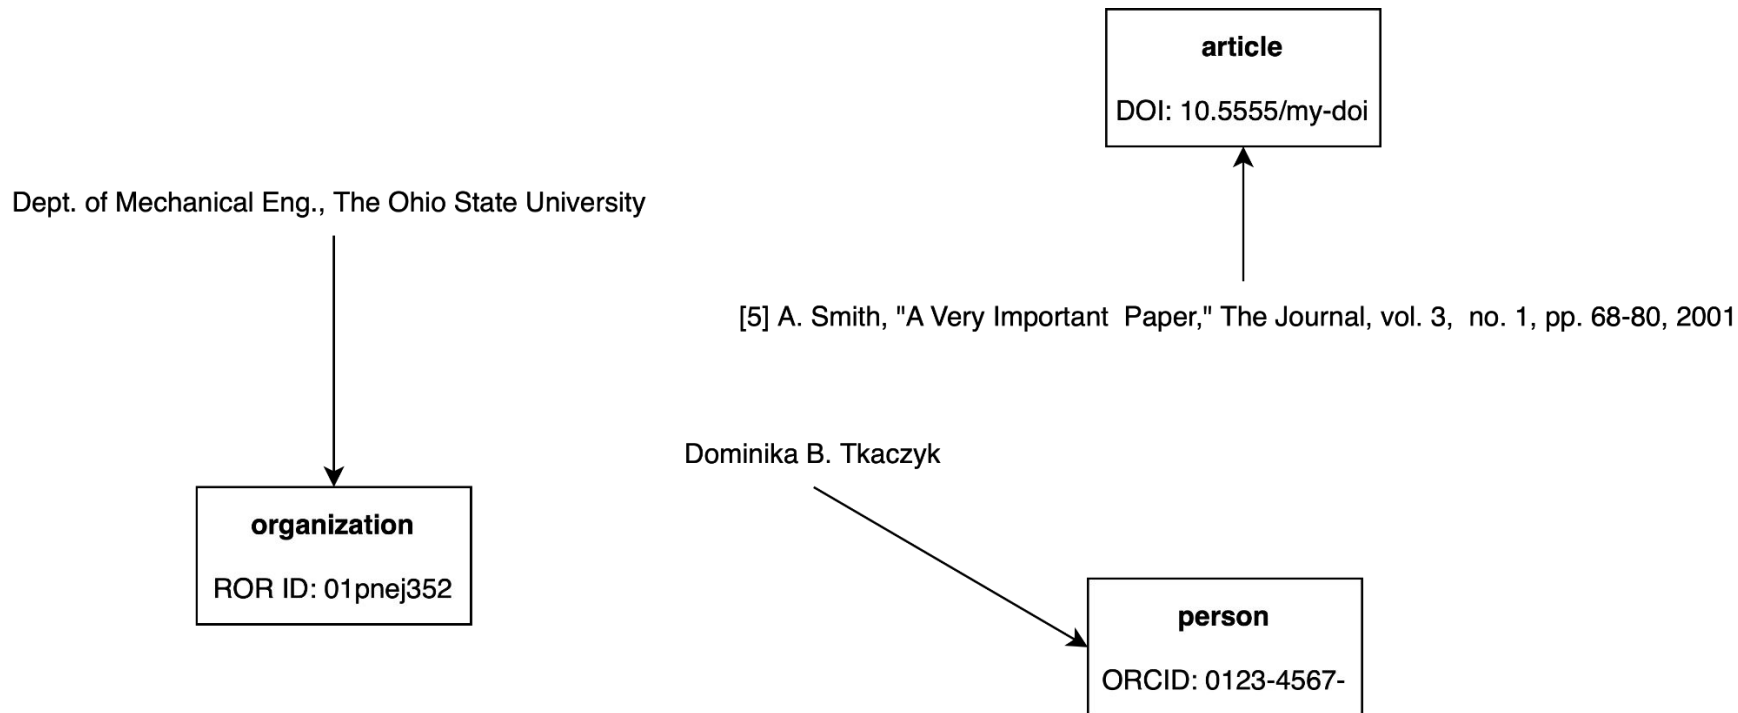 article
DOI: 10.5555/my-doi
Dept. of Mechanical Eng., The Ohio State University
[5] A. Smith, "A Very Important  Paper," The Journal, vol. 3,  no. 1, pp. 68-80, 2001
Dominika B. Tkaczyk
organization
ROR ID: 01pnej352
person
ORCID: 0123-4567-